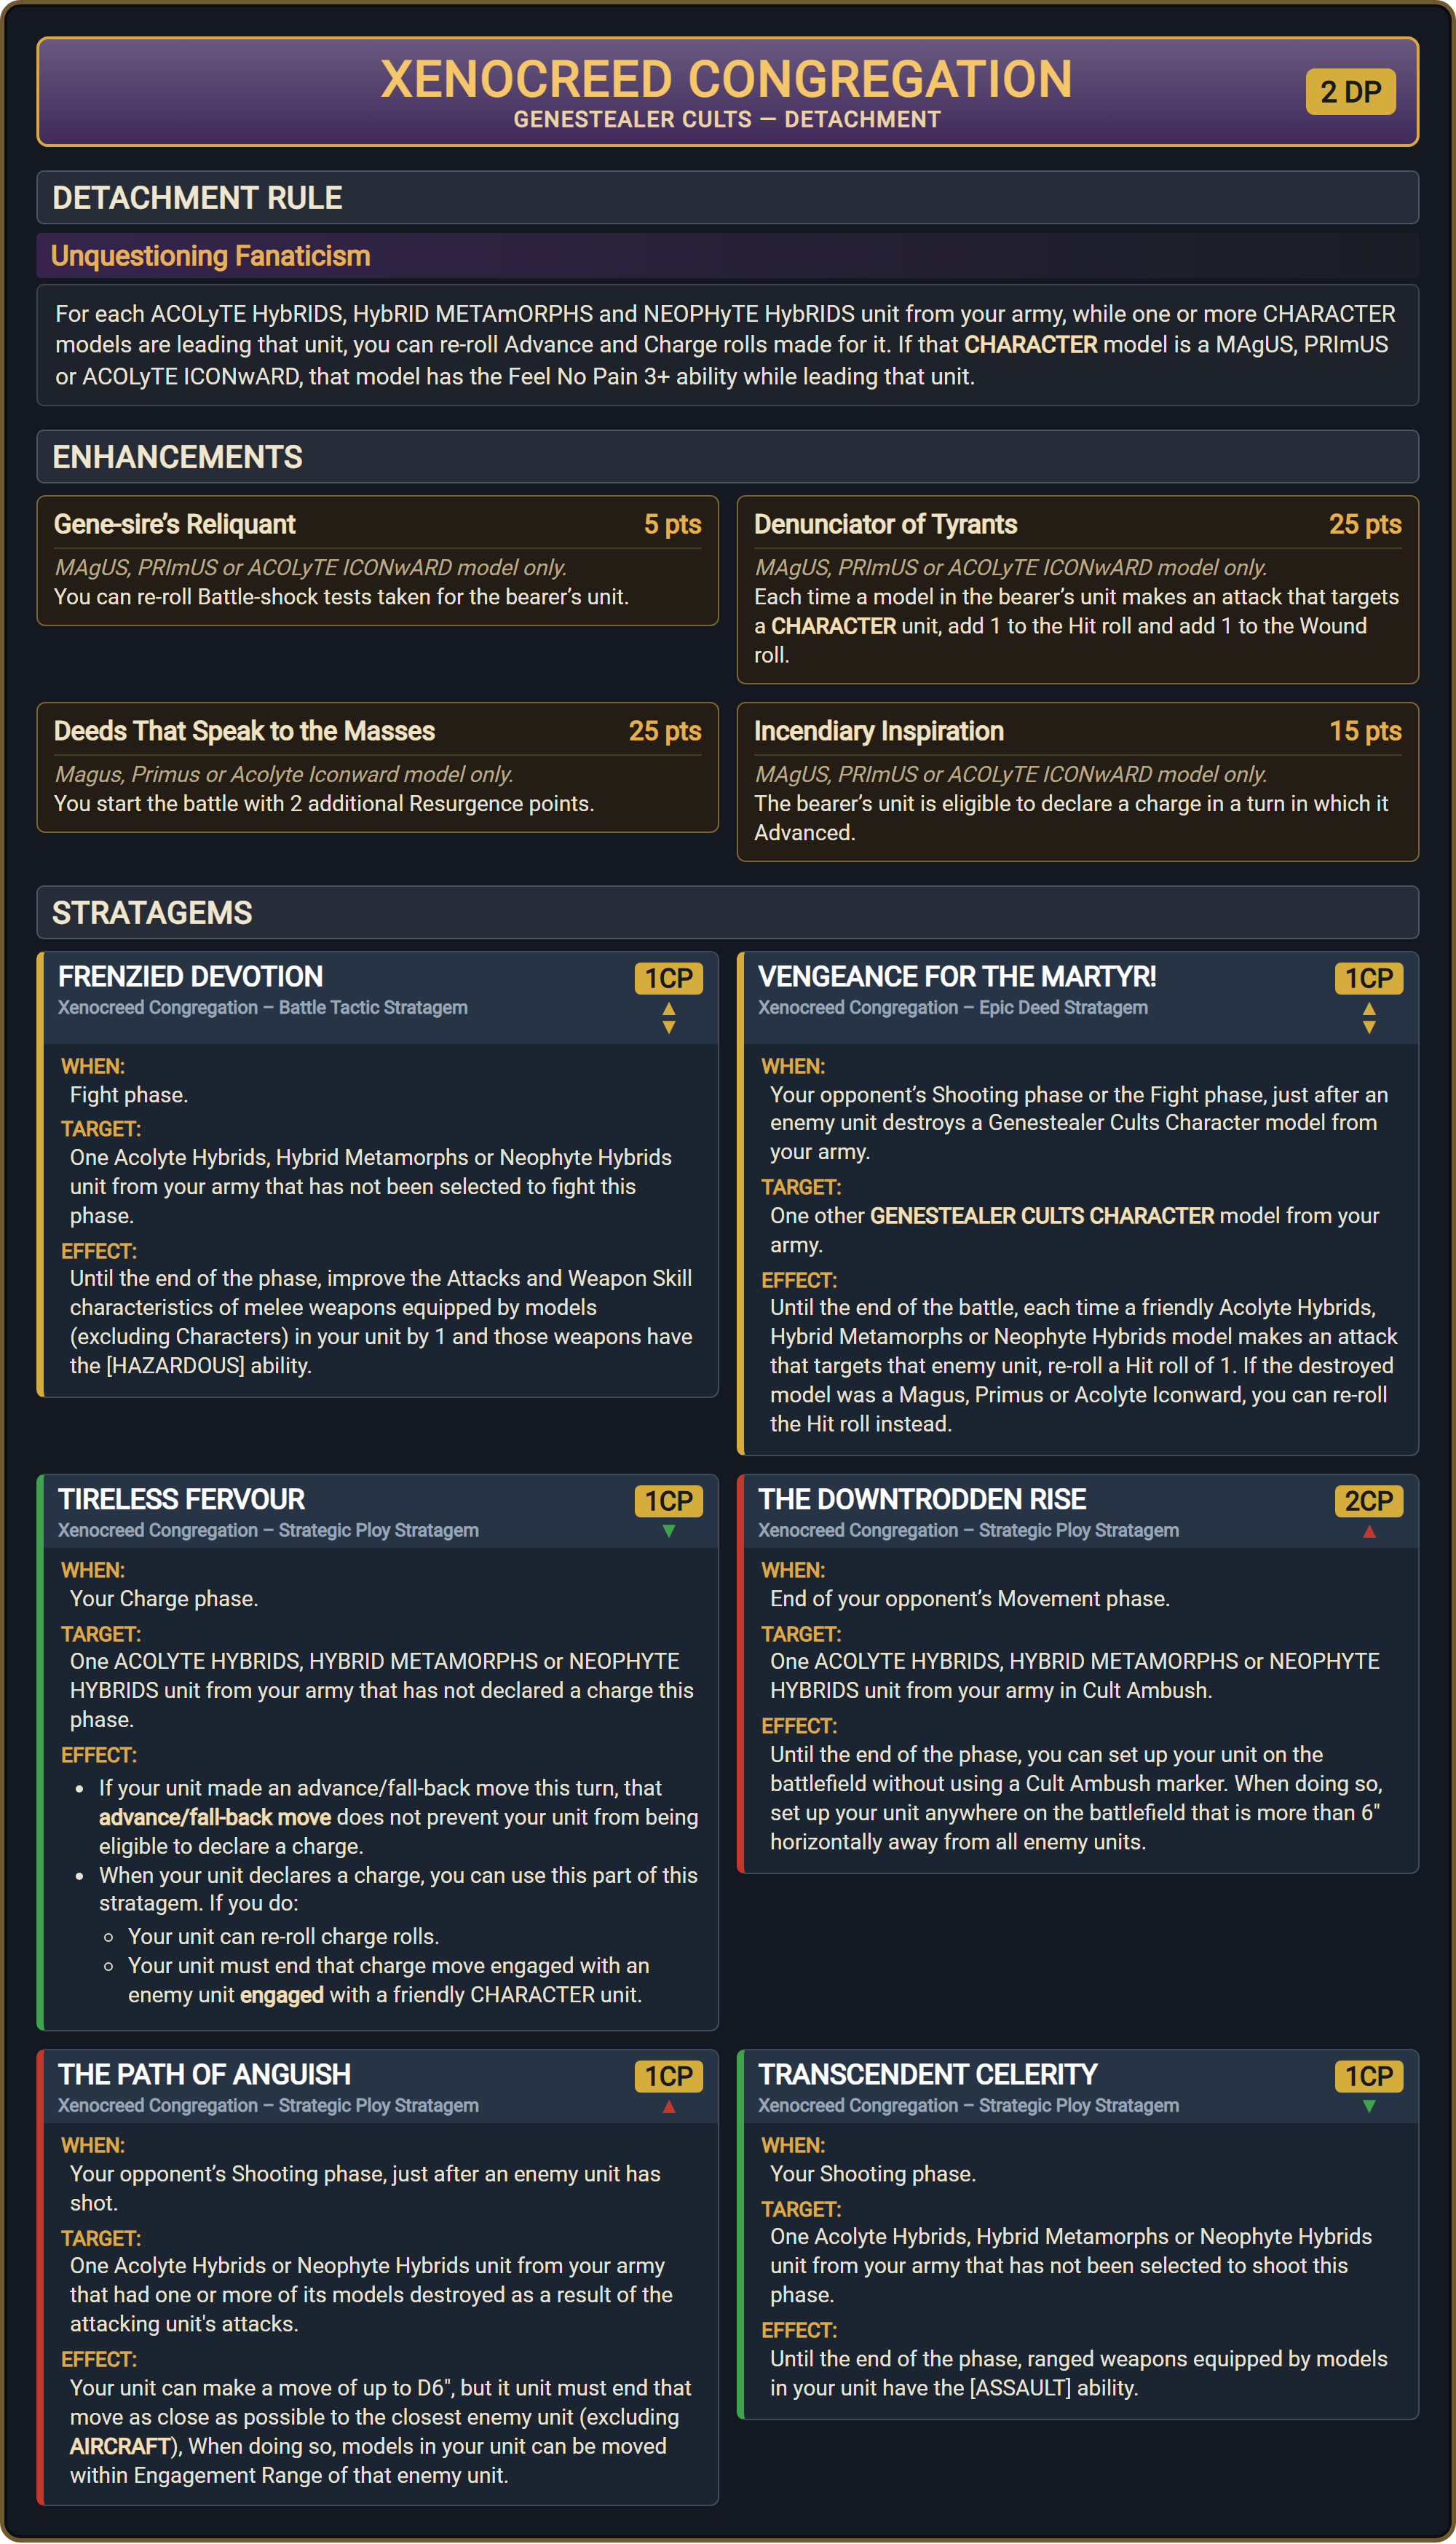 XENOCREED CONGREGATION
GENESTEALER CULTS — DETACHMENT
2 DP
DETACHMENT RULE
Unquestioning Fanaticism
For each ACOLyTE HybRIDS, HybRID METAmORPHS and NEOPHyTE HybRIDS unit from your army, while one or more CHARACTER
models are leading that unit, you can re-roll Advance and Charge rolls made for it. If that CHARACTER model is a MAgUS, PRImUS
or ACOLyTE ICONwARD, that model has the Feel No Pain 3+ ability while leading that unit.
ENHANCEMENTS
Gene-sire’s Reliquant
5 pts
MAgUS, PRImUS or ACOLyTE ICONwARD model only.
You can re-roll Battle-shock tests taken for the bearer’s unit.
Denunciator of Tyrants
25 pts
MAgUS, PRImUS or ACOLyTE ICONwARD model only.
Each time a model in the bearer’s unit makes an attack that targets
a CHARACTER unit, add 1 to the Hit roll and add 1 to the Wound
roll.
Deeds That Speak to the Masses
25 pts
Magus, Primus or Acolyte Iconward model only.
You start the battle with 2 additional Resurgence points.
Incendiary Inspiration
15 pts
MAgUS, PRImUS or ACOLyTE ICONwARD model only.
The bearer’s unit is eligible to declare a charge in a turn in which it
Advanced.
STRATAGEMS
FRENZIED DEVOTION
1CP
Xenocreed Congregation – Battle Tactic Stratagem
▲
▼
WHEN:
Fight phase.
TARGET:
One Acolyte Hybrids, Hybrid Metamorphs or Neophyte Hybrids
unit from your army that has not been selected to fight this
phase.
EFFECT:
Until the end of the phase, improve the Attacks and Weapon Skill
characteristics of melee weapons equipped by models
(excluding Characters) in your unit by 1 and those weapons have
the [HAZARDOUS] ability.
VENGEANCE FOR THE MARTYR!
1CP
Xenocreed Congregation – Epic Deed Stratagem
▲
▼
WHEN:
Your opponent’s Shooting phase or the Fight phase, just after an
enemy unit destroys a Genestealer Cults Character model from
your army.
TARGET:
One other GENESTEALER CULTS CHARACTER model from your
army.
EFFECT:
Until the end of the battle, each time a friendly Acolyte Hybrids,
Hybrid Metamorphs or Neophyte Hybrids model makes an attack
that targets that enemy unit, re-roll a Hit roll of 1. If the destroyed
model was a Magus, Primus or Acolyte Iconward, you can re-roll
the Hit roll instead.
TIRELESS FERVOUR
1CP
Xenocreed Congregation – Strategic Ploy Stratagem
▼
WHEN:
Your Charge phase.
TARGET:
One ACOLYTE HYBRIDS, HYBRID METAMORPHS or NEOPHYTE
HYBRIDS unit from your army that has not declared a charge this
phase.
EFFECT:
• If your unit made an advance/fall-back move this turn, that
advance/fall-back move does not prevent your unit from being
eligible to declare a charge.
• When your unit declares a charge, you can use this part of this
stratagem. If you do:
◦ Your unit can re-roll charge rolls.
◦ Your unit must end that charge move engaged with an
enemy unit engaged with a friendly CHARACTER unit.
THE DOWNTRODDEN RISE
2CP
Xenocreed Congregation – Strategic Ploy Stratagem
▲
WHEN:
End of your opponent’s Movement phase.
TARGET:
One ACOLYTE HYBRIDS, HYBRID METAMORPHS or NEOPHYTE
HYBRIDS unit from your army in Cult Ambush.
EFFECT:
Until the end of the phase, you can set up your unit on the
battlefield without using a Cult Ambush marker. When doing so,
set up your unit anywhere on the battlefield that is more than 6"
horizontally away from all enemy units.
THE PATH OF ANGUISH
1CP
Xenocreed Congregation – Strategic Ploy Stratagem
▲
WHEN:
Your opponent’s Shooting phase, just after an enemy unit has
shot.
TARGET:
One Acolyte Hybrids or Neophyte Hybrids unit from your army
that had one or more of its models destroyed as a result of the
attacking unit's attacks.
EFFECT:
Your unit can make a move of up to D6", but it unit must end that
move as close as possible to the closest enemy unit (excluding
AIRCRAFT), When doing so, models in your unit can be moved
within Engagement Range of that enemy unit.
TRANSCENDENT CELERITY
1CP
Xenocreed Congregation – Strategic Ploy Stratagem
▼
WHEN:
Your Shooting phase.
TARGET:
One Acolyte Hybrids, Hybrid Metamorphs or Neophyte Hybrids
unit from your army that has not been selected to shoot this
phase.
EFFECT:
Until the end of the phase, ranged weapons equipped by models
in your unit have the [ASSAULT] ability.